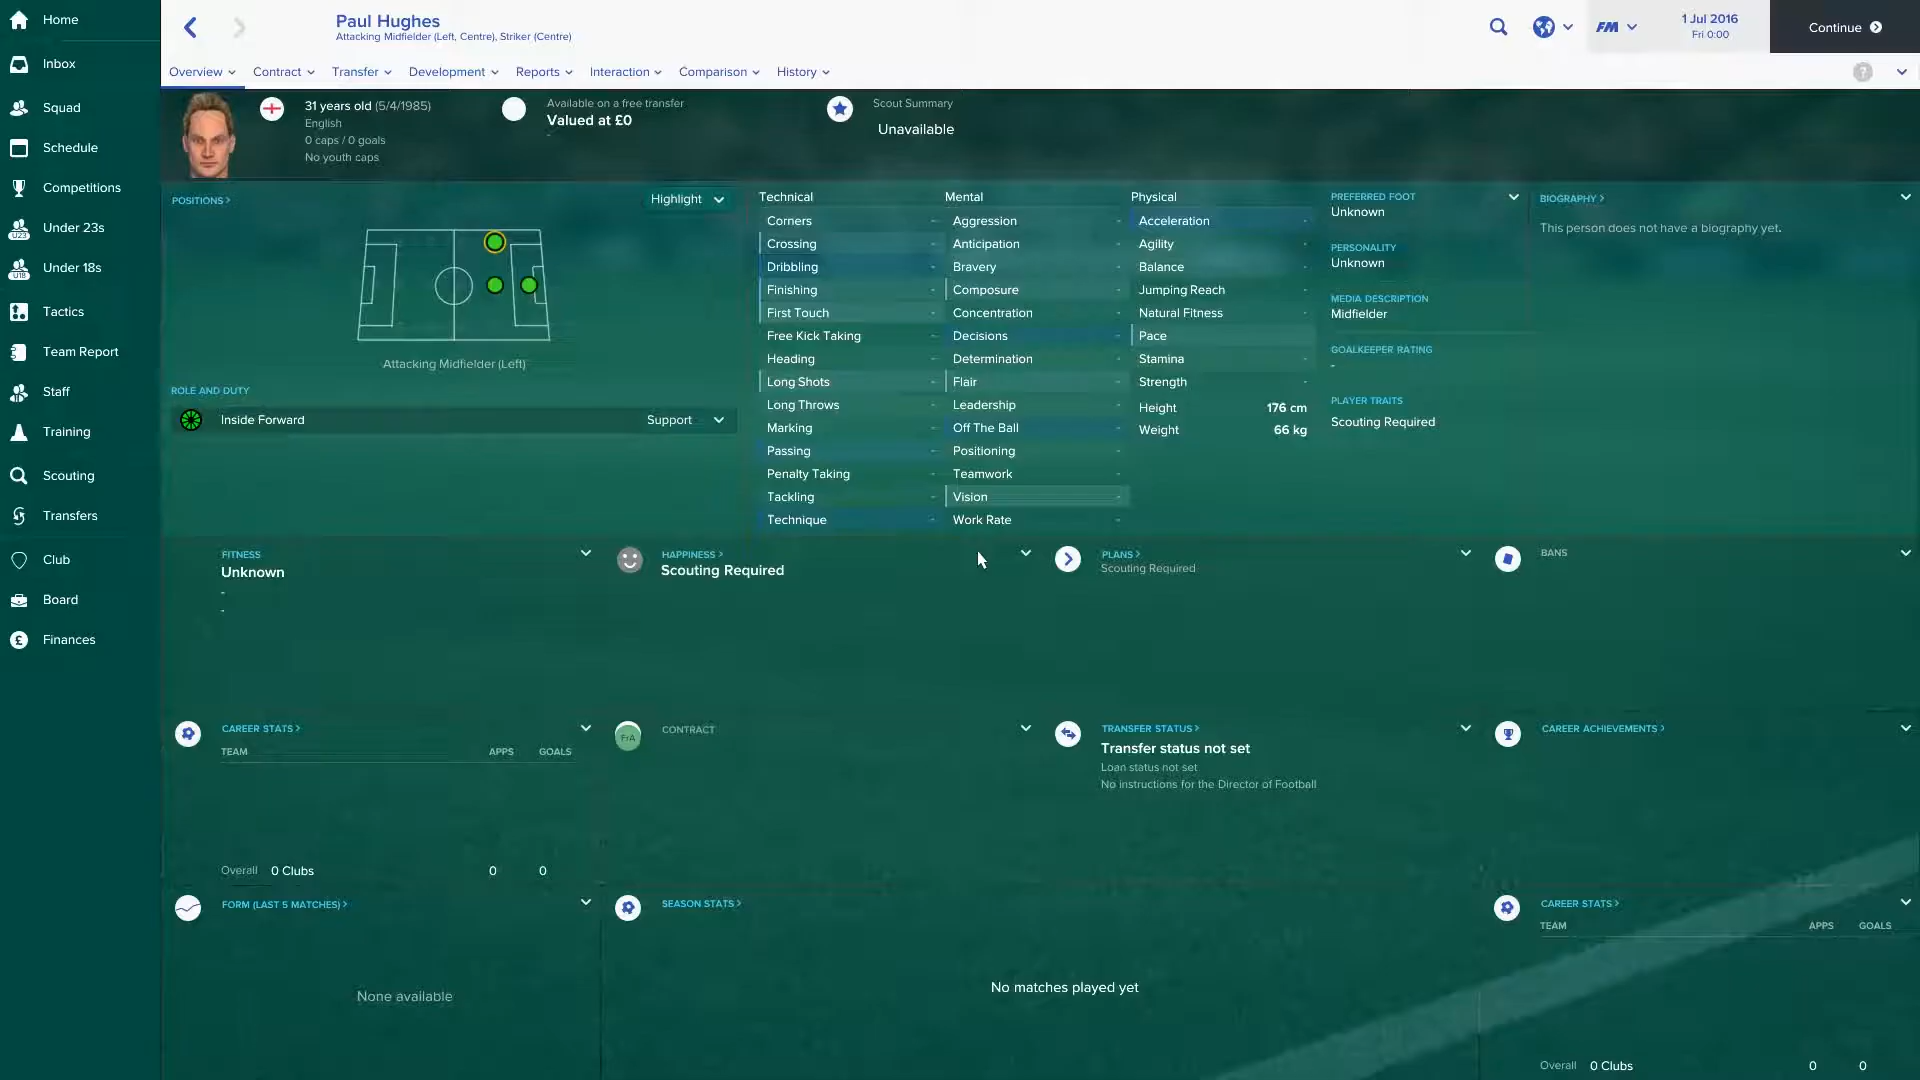 Home
Inbox
Squad
Schedule
Competitions
Under 23s
Under 18s
Tactics
Team Report
Staff
Training
Scouting
Transfers
Club
Board
Finances
Paul Hughes
Attacking Midfielder (Left, Centre), Striker (Centre)
FM
1 Jul 2016
Fri 0:00
Continue
Overview
Contract
Transfer
Development
Reports
Interaction
Comparison
History
?
31 years old (5/4/1985)
English
0 caps / 0 goals
No youth caps
Available on a free transfer
Valued at £0
-
Scout Summary
Unavailable
POSITIONS >
Highlight
Attacking Midfielder (Left)
ROLE AND DUTY
Inside Forward Support
Technical
Corners -
Crossing -
Dribbling -
Finishing -
First Touch -
Free Kick Taking -
Heading -
Long Shots -
Long Throws -
Marking -
Passing -
Penalty Taking -
Tackling -
Technique -
Mental
Aggression -
Anticipation -
Bravery -
Composure -
Concentration -
Decisions -
Determination -
Flair -
Leadership -
Off The Ball -
Positioning -
Teamwork -
Vision -
Work Rate -
Physical
Acceleration -
Agility -
Balance -
Jumping Reach -
Natural Fitness -
Pace -
Stamina -
Strength -
Height 176 cm
Weight 66 kg
PREFERRED FOOT
Unknown
PERSONALITY
Unknown
MEDIA DESCRIPTION
Midfielder
GOALKEEPER RATING
-
PLAYER TRAITS
Scouting Required
BIOGRAPHY >
This person does not have a biography yet.
FITNESS
Unknown
-
-
HAPPINESS >
Scouting Required
PLANS >
Scouting Required
BANS
CAREER STATS >
TEAM APPS GOALS
Overall 0 Clubs 0 0
FrA
CONTRACT
TRANSFER STATUS >
Transfer status not set
Loan status not set
No instructions for the Director of Football
CAREER ACHIEVEMENTS >
FORM (LAST 5 MATCHES) >
None available
SEASON STATS >
No matches played yet
CAREER STATS >
TEAM APPS GOALS
Overall 0 Clubs 0 0